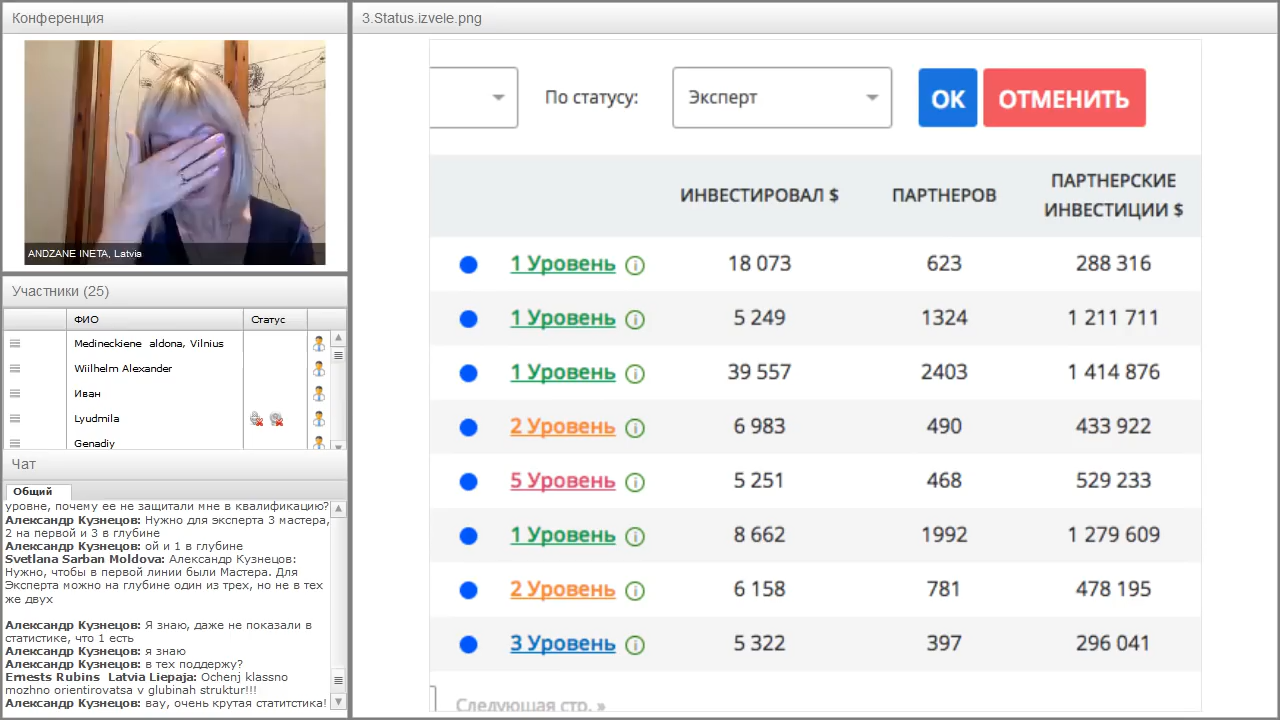 Конференция
ANDZANE INETA, Latvia
Участники (25)
ФИО Статус
Medineckiene aldona, Vilnius
Wiilhelm Alexander
Иван
Lyudmila
Genadiy
Чат
Общий
уровне, почему ее не защитали мне в квалификацию?
Александр Кузнецов: Нужно для эксперта 3 мастера,
2 на первой и 3 в глубине
Александр Кузнецов: ой и 1 в глубине
Svetlana Sarban Moldova: Александр Кузнецов:
Нужно, чтобы в первой линии были Мастера. Для
Эксперта можно на глубине один из трех, но не в тех
же двух
Александр Кузнецов: Я знаю, даже не показали в
статистике, что 1 есть
Александр Кузнецов: я знаю
Александр Кузнецов: в тех поддержу?
Ernests Rubins Latvia Liepaja: Ochenj klassno
mozhno orientirovatsa v glubinah struktur!!!
Александр Кузнецов: вау, очень крутая статитстика!
3.Status.izvele.png
По статусу: Эксперт OK ОТМЕНИТЬ
ИНВЕСТИРОВАЛ $ ПАРТНЕРОВ ПАРТНЕРСКИЕ
ИНВЕСТИЦИИ $
1 Уровень 18 073 623 288 316
1 Уровень 5 249 1324 1 211 711
1 Уровень 39 557 2403 1 414 876
2 Уровень 6 983 490 433 922
5 Уровень 5 251 468 529 233
1 Уровень 8 662 1992 1 279 609
2 Уровень 6 158 781 478 195
3 Уровень 5 322 397 296 041
Следующая стр. »